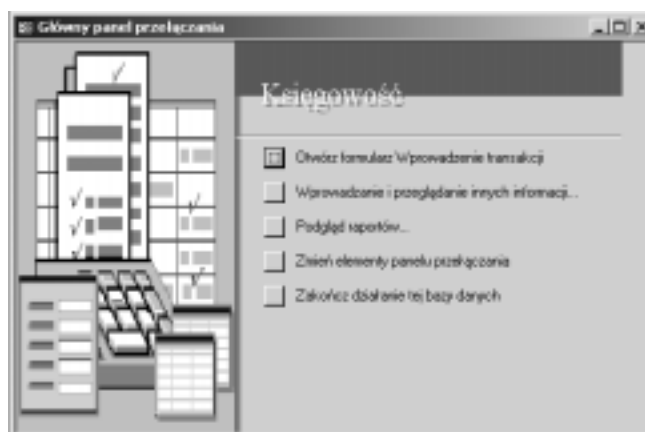 Główny panel przełączania
Księgowość
Otwórz formularz Wprowadzenie transakcji
Wprowadzanie i przeglądanie innych informacji...
Podgląd raportów...
Zmień elementy panelu przełączania
Zakończ działanie tej bazy danych